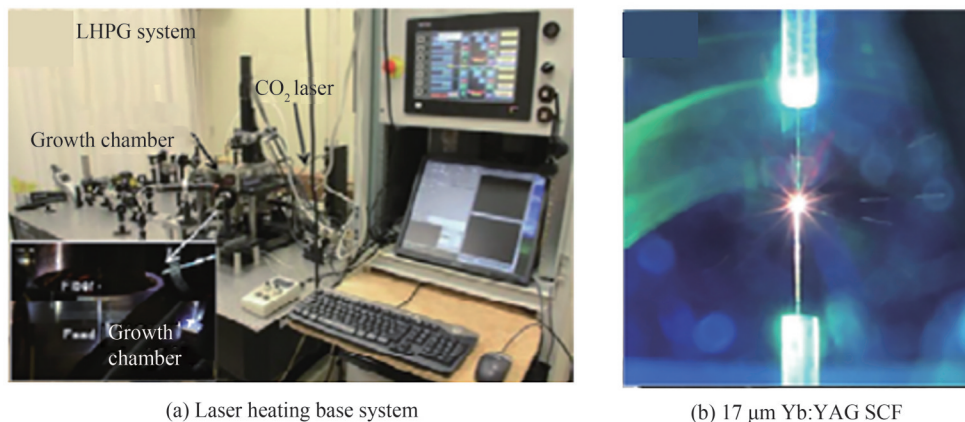 LHPG system
CO₂ laser
Growth chamber
Feed
Growth
chamber
(a) Laser heating base system
(b) 17 μm Yb:YAG SCF